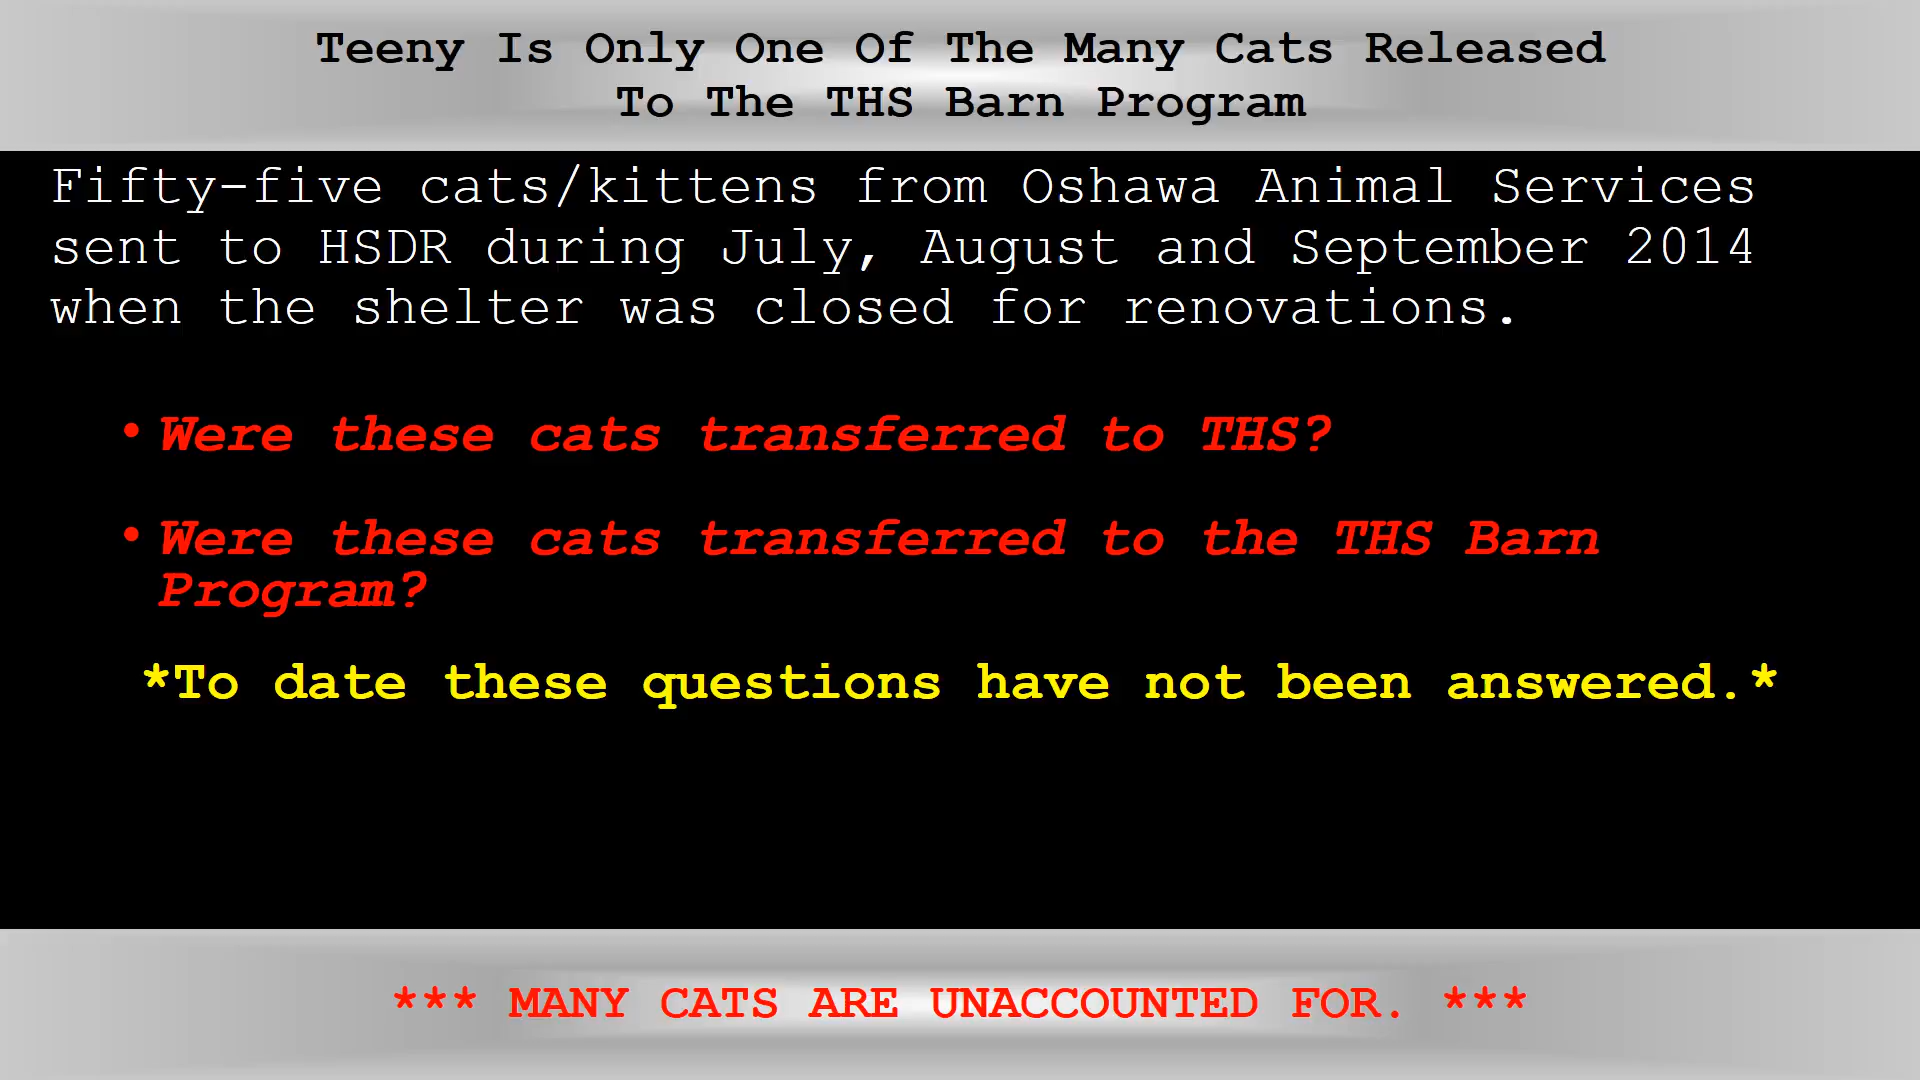 Teeny Is Only One Of The Many Cats Released
To The THS Barn Program
Fifty-five cats/kittens from Oshawa Animal Services
sent to HSDR during July, August and September 2014
when the shelter was closed for renovations.
• Were these cats transferred to THS?
• Were these cats transferred to the THS Barn
Program?
*To date these questions have not been answered.*
*** MANY CATS ARE UNACCOUNTED FOR. ***